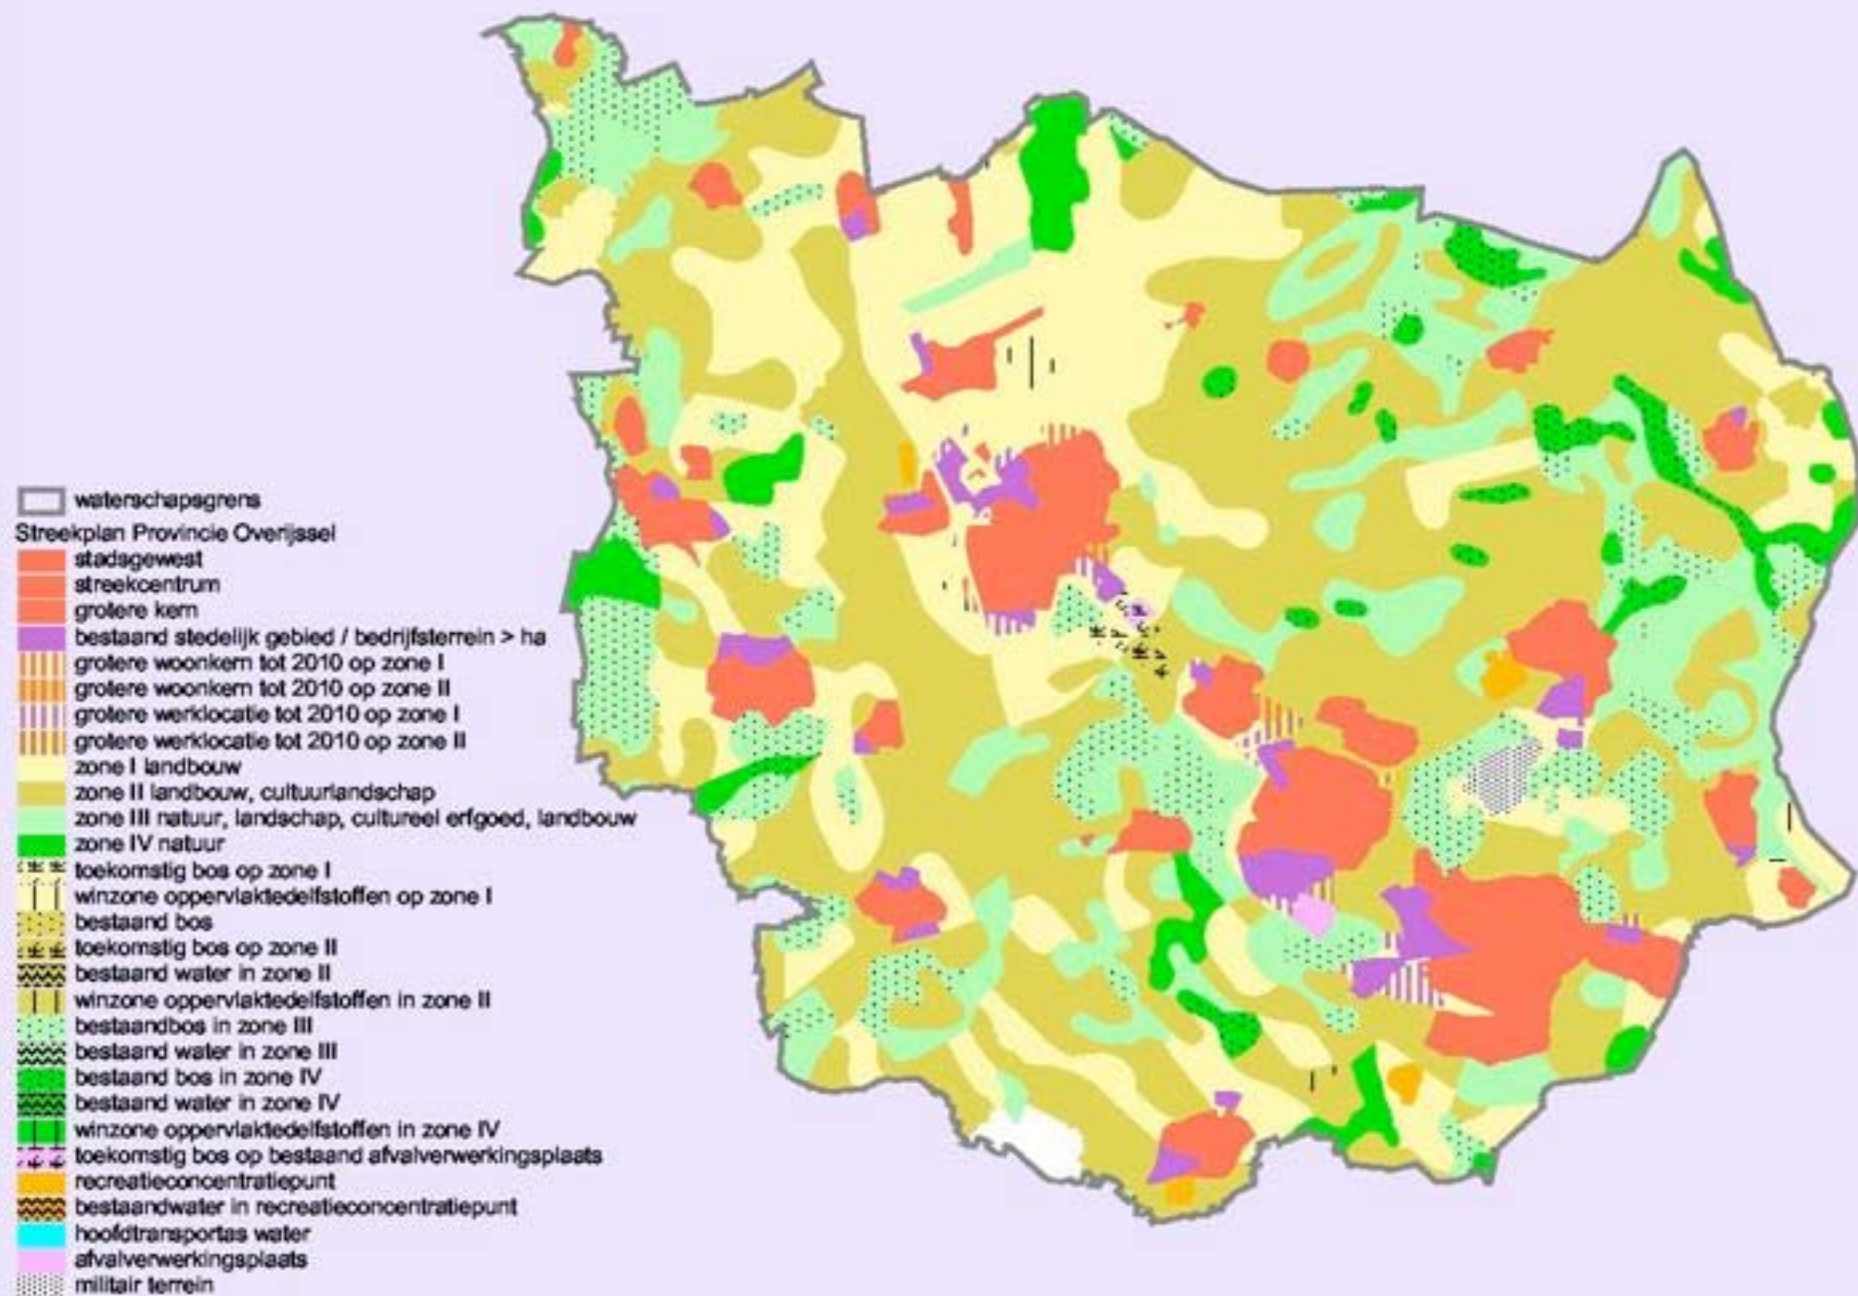 waterschapsgrens
Streekplan Provincie Overijssel
stadsgewest
streekcentrum
grotere kern
bestaand stedelijk gebied / bedrijfsterrein > ha
grotere woonkern tot 2010 op zone I
grotere woonkern tot 2010 op zone II
grotere werklocatie tot 2010 op zone I
grotere werklocatie tot 2010 op zone II
zone I landbouw
zone II landbouw, cultuurlandschap
zone III natuur, landschap, cultureel erfgoed, landbouw
zone IV natuur
toekomstig bos op zone I
winzone oppervlaktedelfstoffen op zone I
bestaand bos
toekomstig bos op zone II
bestaand water in zone II
winzone oppervlaktedelfstoffen in zone II
bestaandbos in zone III
bestaand water in zone III
bestaand bos in zone IV
bestaand water in zone IV
winzone oppervlaktedelfstoffen in zone IV
toekomstig bos op bestaand afvalverwerkingsplaats
recreatieconcentratiepunt
bestaandwater in recreatieconcentratiepunt
hoofdtransportas water
afvalverwerkingsplaats
militair terrein